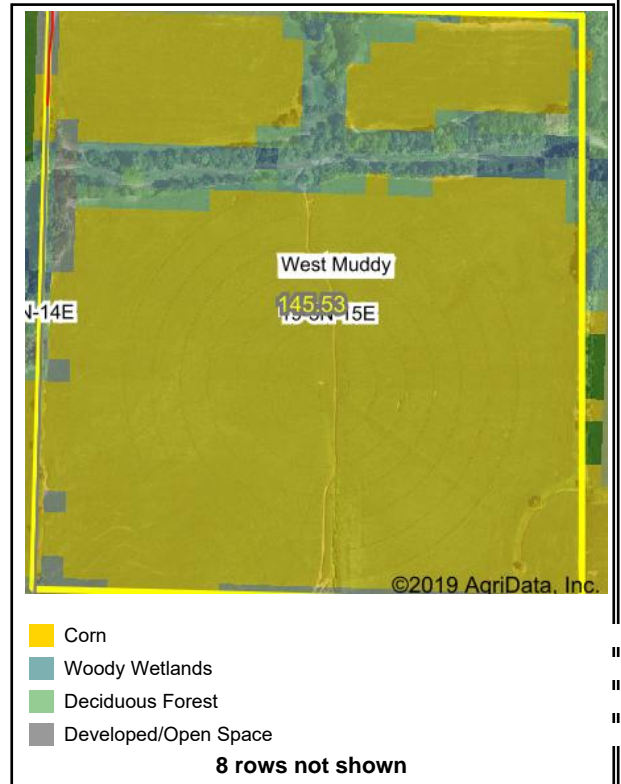 West Muddy
145.53
N-14E
15E
©2019 AgriData, Inc.
Corn
Woody Wetlands
Deciduous Forest
Developed/Open Space
8 rows not shown